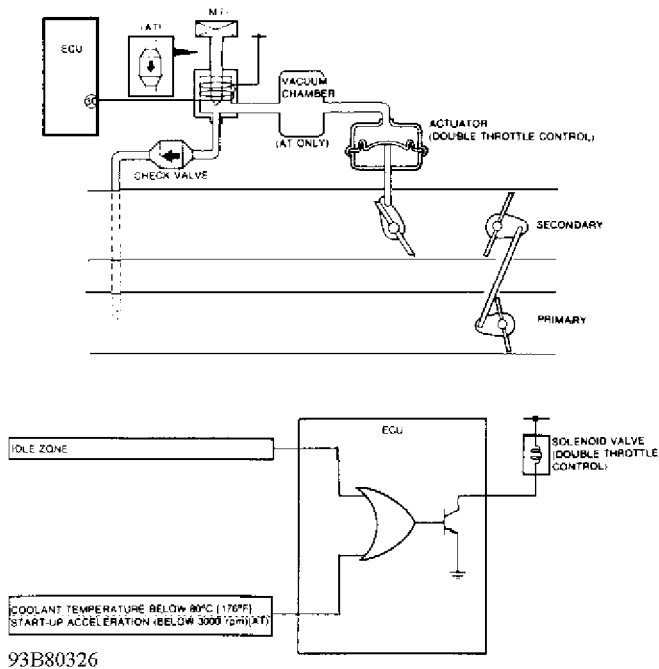 (AT)
ECU
VACUUM
CHAMBER
(AT ONLY)
ACTUATOR
(DOUBLE THROTTLE CONTROL)
CHECK VALVE
SECONDARY
PRIMARY
ECU
IDLE ZONE
SOLENOID VALVE
(DOUBLE THROTTLE
CONTROL)
COOLANT TEMPERATURE BELOW 80°C [176°F]
START-UP ACCELERATION (BELOW 3000 rpm)(AT)
93B80326